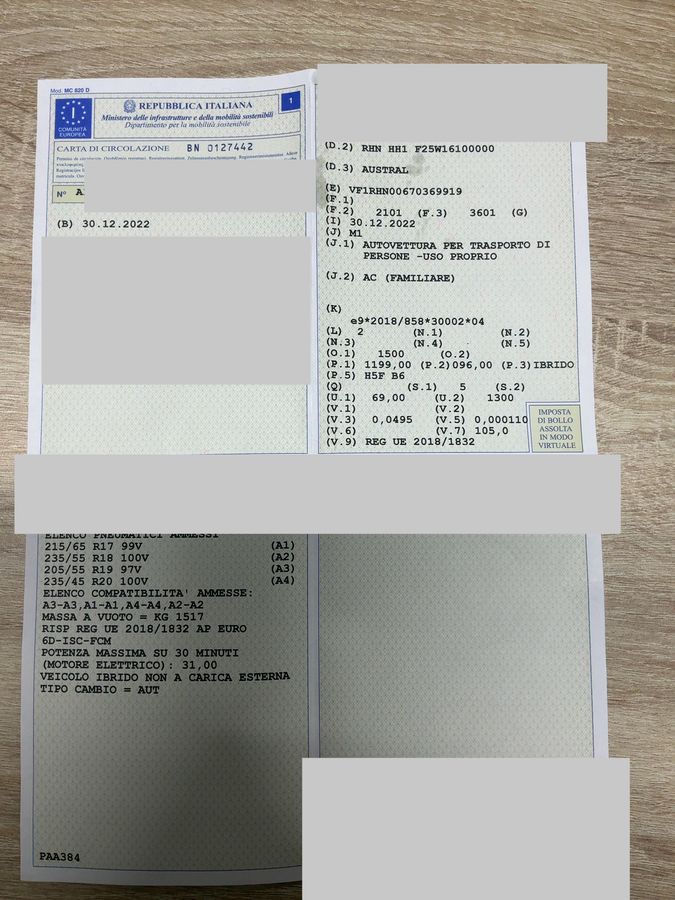 Mod. MC 820 D
I
COMUNITÀ
EUROPEA
REPUBBLICA ITALIANA
Ministero delle infrastrutture e della mobilità sostenibili
Dipartimento per la mobilità sostenibile
1
CARTA DI CIRCOLAZIONE BN 0127442
N° A
(B) 30.12.2022
(D.2) RHN HH1 F25W16100000
(D.3) AUSTRAL
(E) VF1RHN00670369919
(F.1)
(F.2) 2101 (F.3) 3601 (G)
(I) 30.12.2022
(J) M1
(J.1) AUTOVETTURA PER TRASPORTO DI
PERSONE -USO PROPRIO
(J.2) AC (FAMILIARE)
(K)
e9*2018/858*30002*04
(L) 2 (N.1) (N.2)
(N.3) (N.4) (N.5)
(O.1) 1500 (O.2)
(P.1) 1199,00 (P.2)096,00 (P.3)IBRIDO
(P.5) H5F B6
(Q) (S.1) 5 (S.2)
(U.1) 69,00 (U.2) 1300
(V.1) (V.2)
(V.3) 0,0495 (V.5) 0,000110
(V.6) (V.7) 105,0
(V.9) REG UE 2018/1832
IMPOSTA
DI BOLLO
ASSOLTA
IN MODO
VIRTUALE
ELENCO PNEUMATICI AMMESSI
215/65 R17 99V (A1)
235/55 R18 100V (A2)
205/55 R19 97V (A3)
235/45 R20 100V (A4)
ELENCO COMPATIBILITA' AMMESSE:
A3-A3,A1-A1,A4-A4,A2-A2
MASSA A VUOTO = KG 1517
RISP REG UE 2018/1832 AP EURO
6D-ISC-FCM
POTENZA MASSIMA SU 30 MINUTI
(MOTORE ELETTRICO): 31,00
VEICOLO IBRIDO NON A CARICA ESTERNA
TIPO CAMBIO = AUT
PAA384